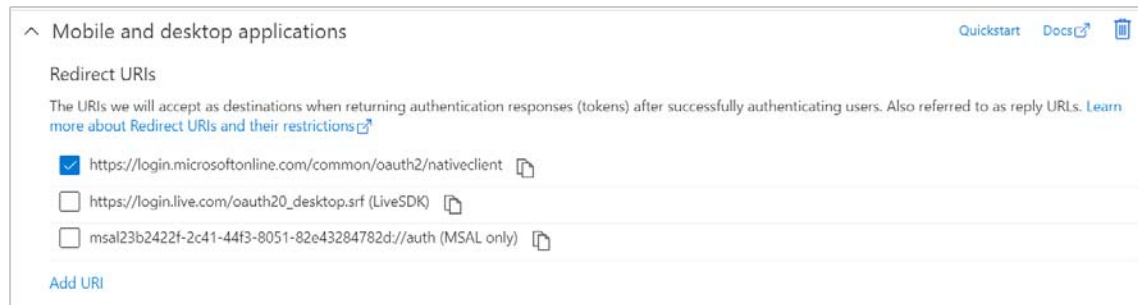 Mobile and desktop applications
Quickstart
Docs
Redirect URIs
The URIs we will accept as destinations when returning authentication responses (tokens) after successfully authenticating users. Also referred to as reply URLs. Learn
more about Redirect URIs and their restrictions
https://login.microsoftonline.com/common/oauth2/nativeclient
https://login.live.com/oauth20_desktop.srf (LiveSDK)
msal23b2422f-2c41-44f3-8051-82e43284782d://auth (MSAL only)
Add URI